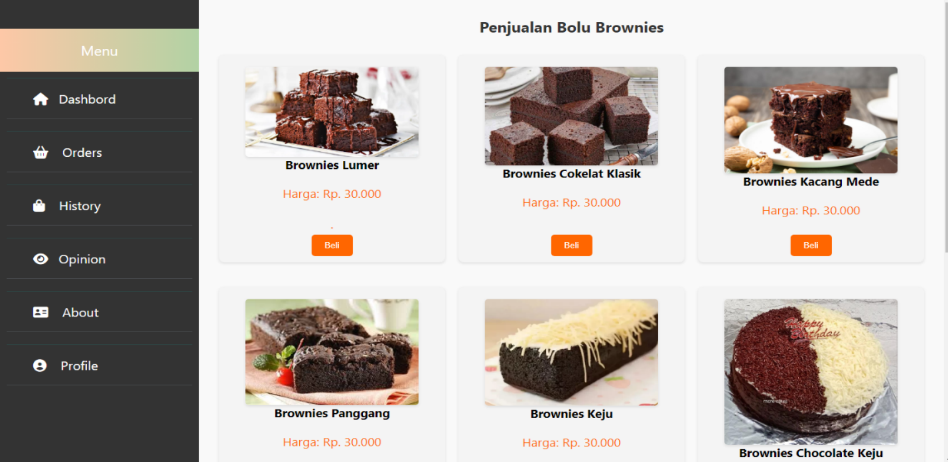 Menu
Dashbord
Orders
History
Opinion
About
Profile
Penjualan Bolu Brownies
Brownies Lumer
Harga: Rp. 30.000
Beli
Brownies Cokelat Klasik
Harga: Rp. 30.000
Beli
Brownies Kacang Mede
Harga: Rp. 30.000
Beli
Brownies Panggang
Harga: Rp. 30.000
Brownies Keju
Harga: Rp. 30.000
Happy
Birthday
Brownies Chocolate Keju